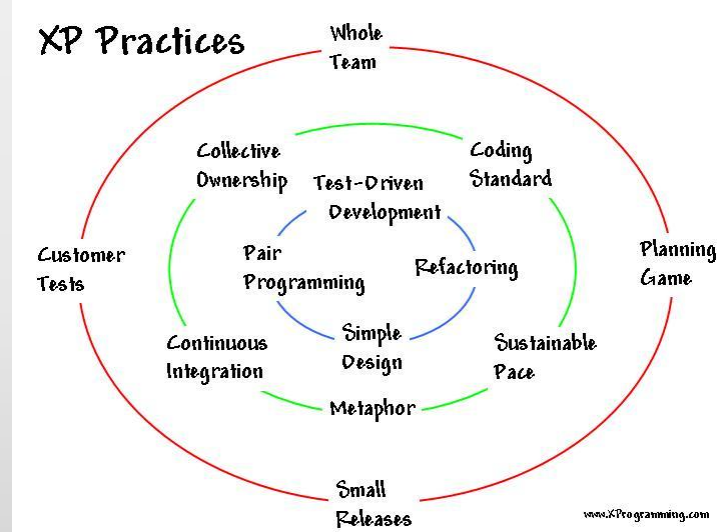 XP Practices
Whole
Team
Collective
Ownership
Coding
Standard
Test-Driven
Development
Customer
Tests
Pair
Programming
Refactoring
Planning
Game
Continuous
Integration
Simple
Design
Sustainable
Pace
Metaphor
Small
Releases
www.XProgramming.com